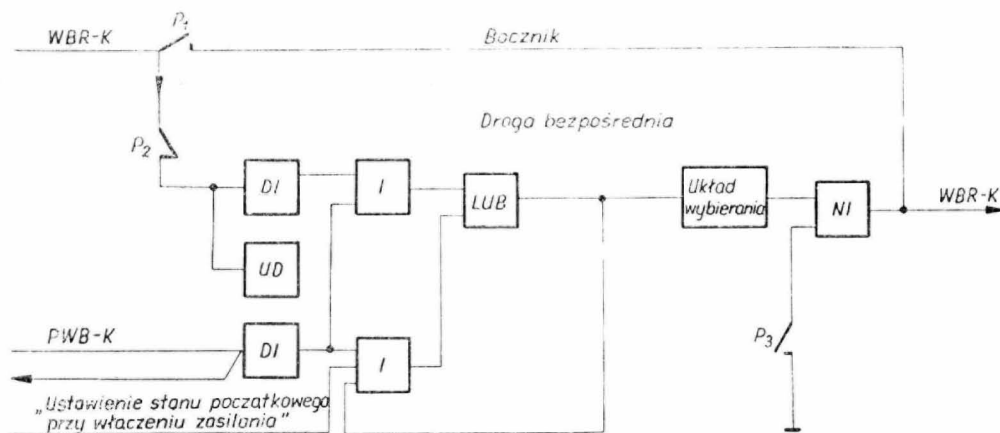 WBR-K
P1
Bocznik
Droga bezpośrednia
P2
DI
I
LUB
Układ
wybierania
NI
WBR-K
UD
PWB-K
DI
I
P3
„Ustawienie stanu początkowego
przy włączeniu zasilania"